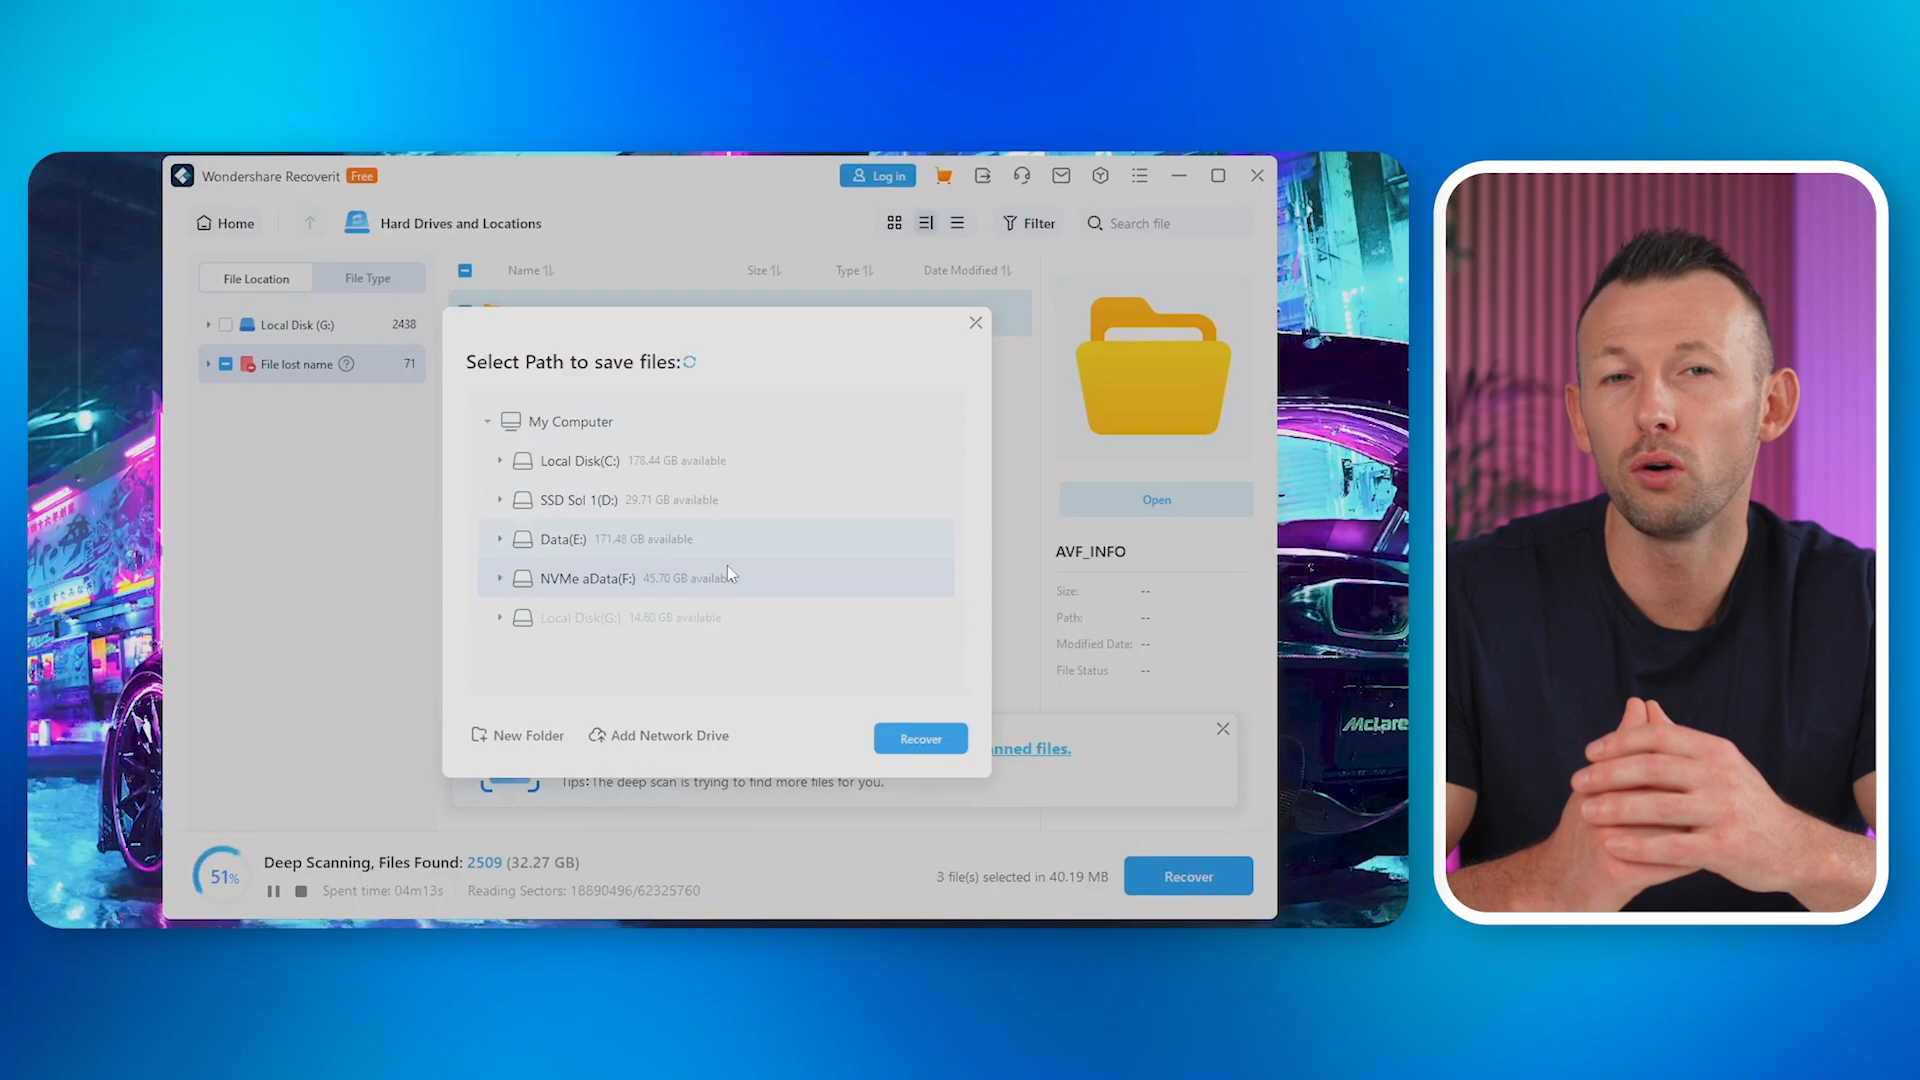 Wondershare Recoverit Free
Log in
Home
Hard Drives and Locations
Filter
Search file
File Location
File Type
Name
Size
Type
Date Modified
Local Disk (G:) 2438
File lost name 71
Select Path to save files:
My Computer
Local Disk(C:) 178.44 GB available
SSD Sol 1(D:) 29.71 GB available
Data(E:) 171.48 GB available
NVMe aData(F:) 45.70 GB available
Local Disk(G:) 14.60 GB available
New Folder
Add Network Drive
Recover
Open
AVF_INFO
Size: --
Path: --
Modified Date: --
File Status --
nned files.
Tips: The deep scan is trying to find more files for you.
51%
Deep Scanning, Files Found: 2509 (32.27 GB)
Spent time: 04m13s
Reading Sectors: 18890496/62325760
3 file(s) selected in 40.19 MB
Recover
McLare